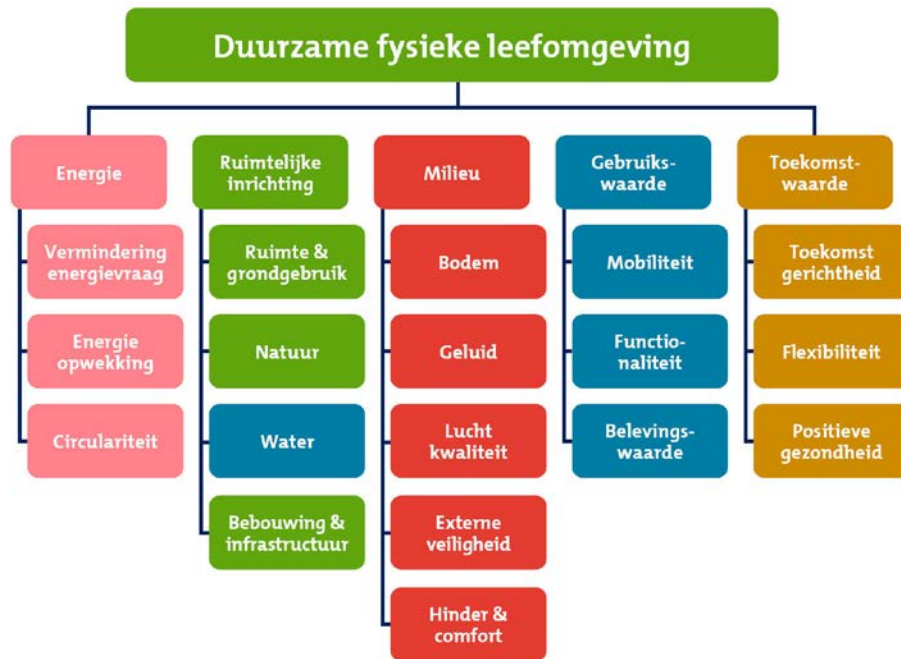 Duurzame fysieke leefomgeving
Energie
Vermindering
energievraag
Energie
opwekking
Circulariteit
Ruimtelijke
inrichting
Ruimte &
grondgebruik
Natuur
Water
Bebouwing &
infrastructuur
Milieu
Bodem
Geluid
Lucht
kwaliteit
Externe
veiligheid
Hinder &
comfort
Gebruiks-
waarde
Mobiliteit
Functio-
naliteit
Belevings-
waarde
Toekomst-
waarde
Toekomst
gerichtheid
Flexibiliteit
Positieve
gezondheid